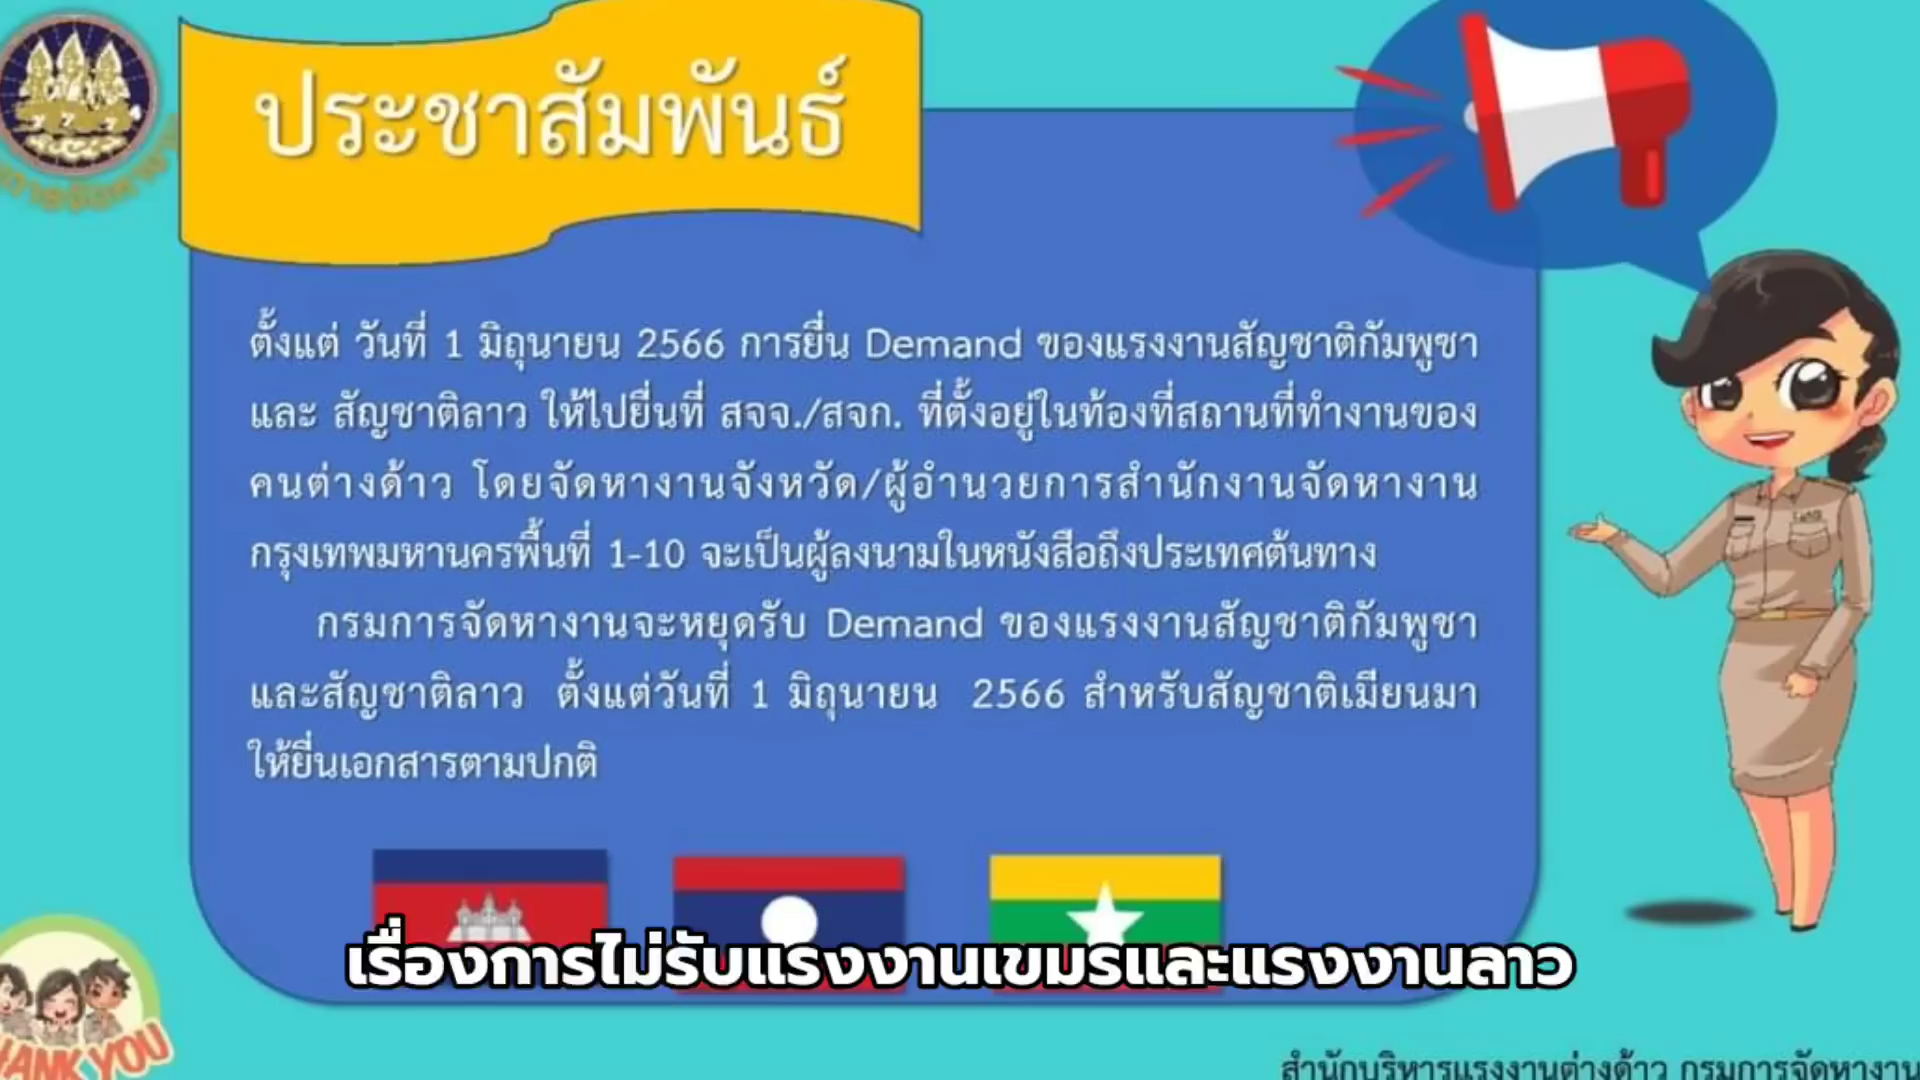 ประชาสัมพันธ์
ตั้งแต่ วันที่ 1 มิถุนายน 2566 การยื่น Demand ของแรงงานสัญชาติกัมพูชา
และ สัญชาติลาว ให้ไปยื่นที่ สจจ./สจก. ที่ตั้งอยู่ในท้องที่สถานที่ทำงานของ
คนต่างด้าว โดยจัดหางานจังหวัด/ผู้อำนวยการสำนักงานจัดหางาน
กรุงเทพมหานครพื้นที่ 1-10 จะเป็นผู้ลงนามในหนังสือถึงประเทศต้นทาง
กรมการจัดหางานจะหยุดรับ Demand ของแรงงานสัญชาติกัมพูชา
และสัญชาติลาว ตั้งแต่วันที่ 1 มิถุนายน 2566 สำหรับสัญชาติเมียนมา
ให้ยื่นเอกสารตามปกติ
เรื่องการไม่รับแรงงานเขมรและแรงงานลาว
YOU
สำนักบริหารแรงงานต่างด้าว กรมการจัดหางาน